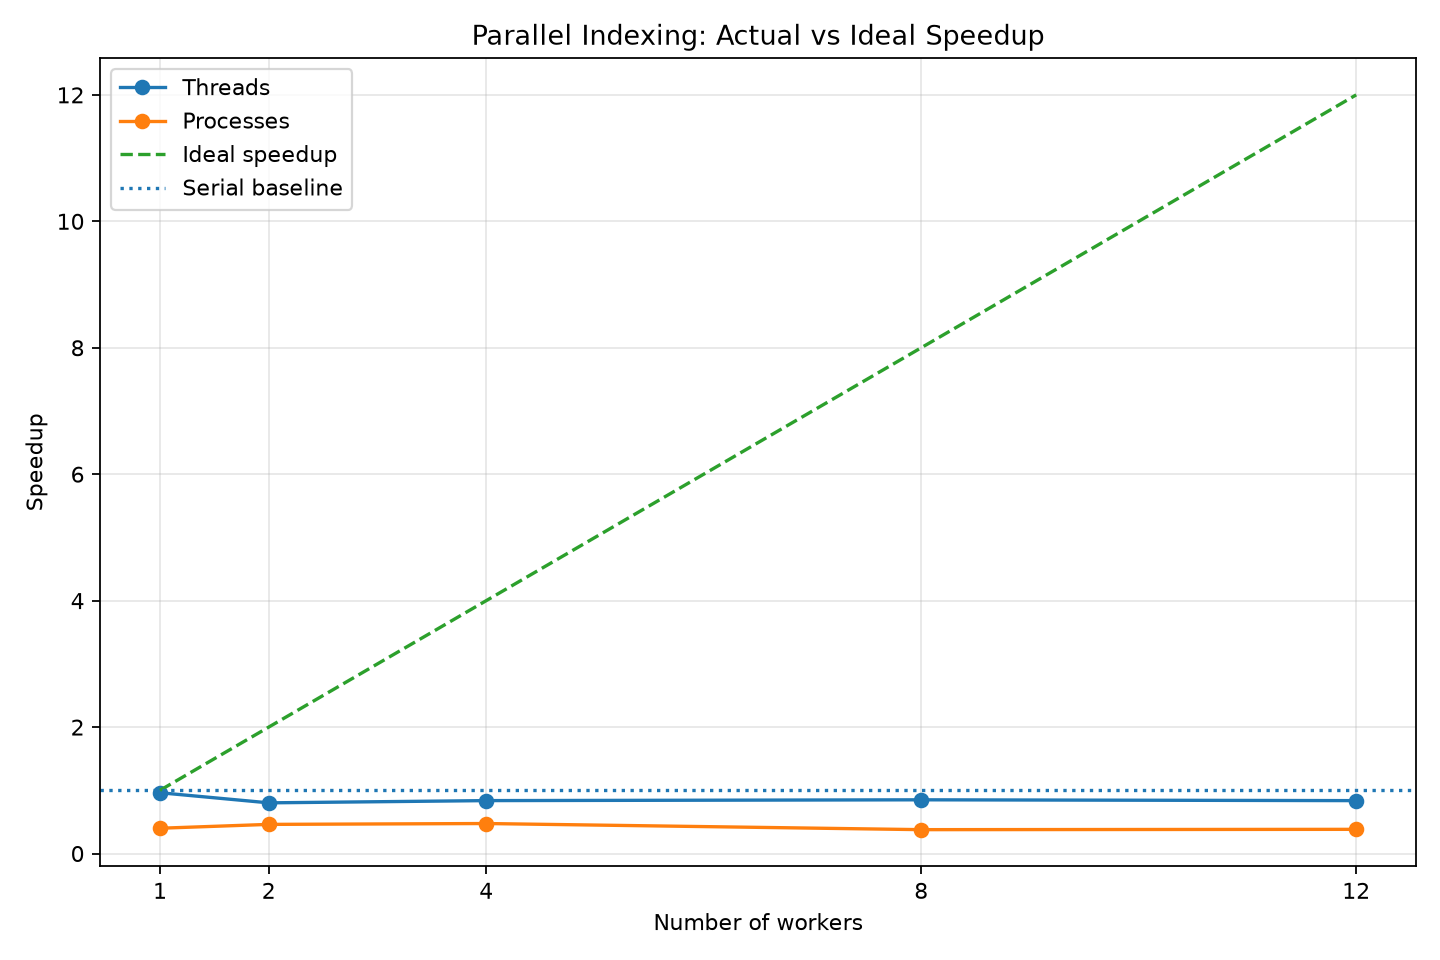 Parallel Indexing: Actual vs Ideal Speedup
Threads
Processes
Ideal speedup
Serial baseline
12
10
8
6
4
2
0
Speedup
1 2 4 8 12
Number of workers